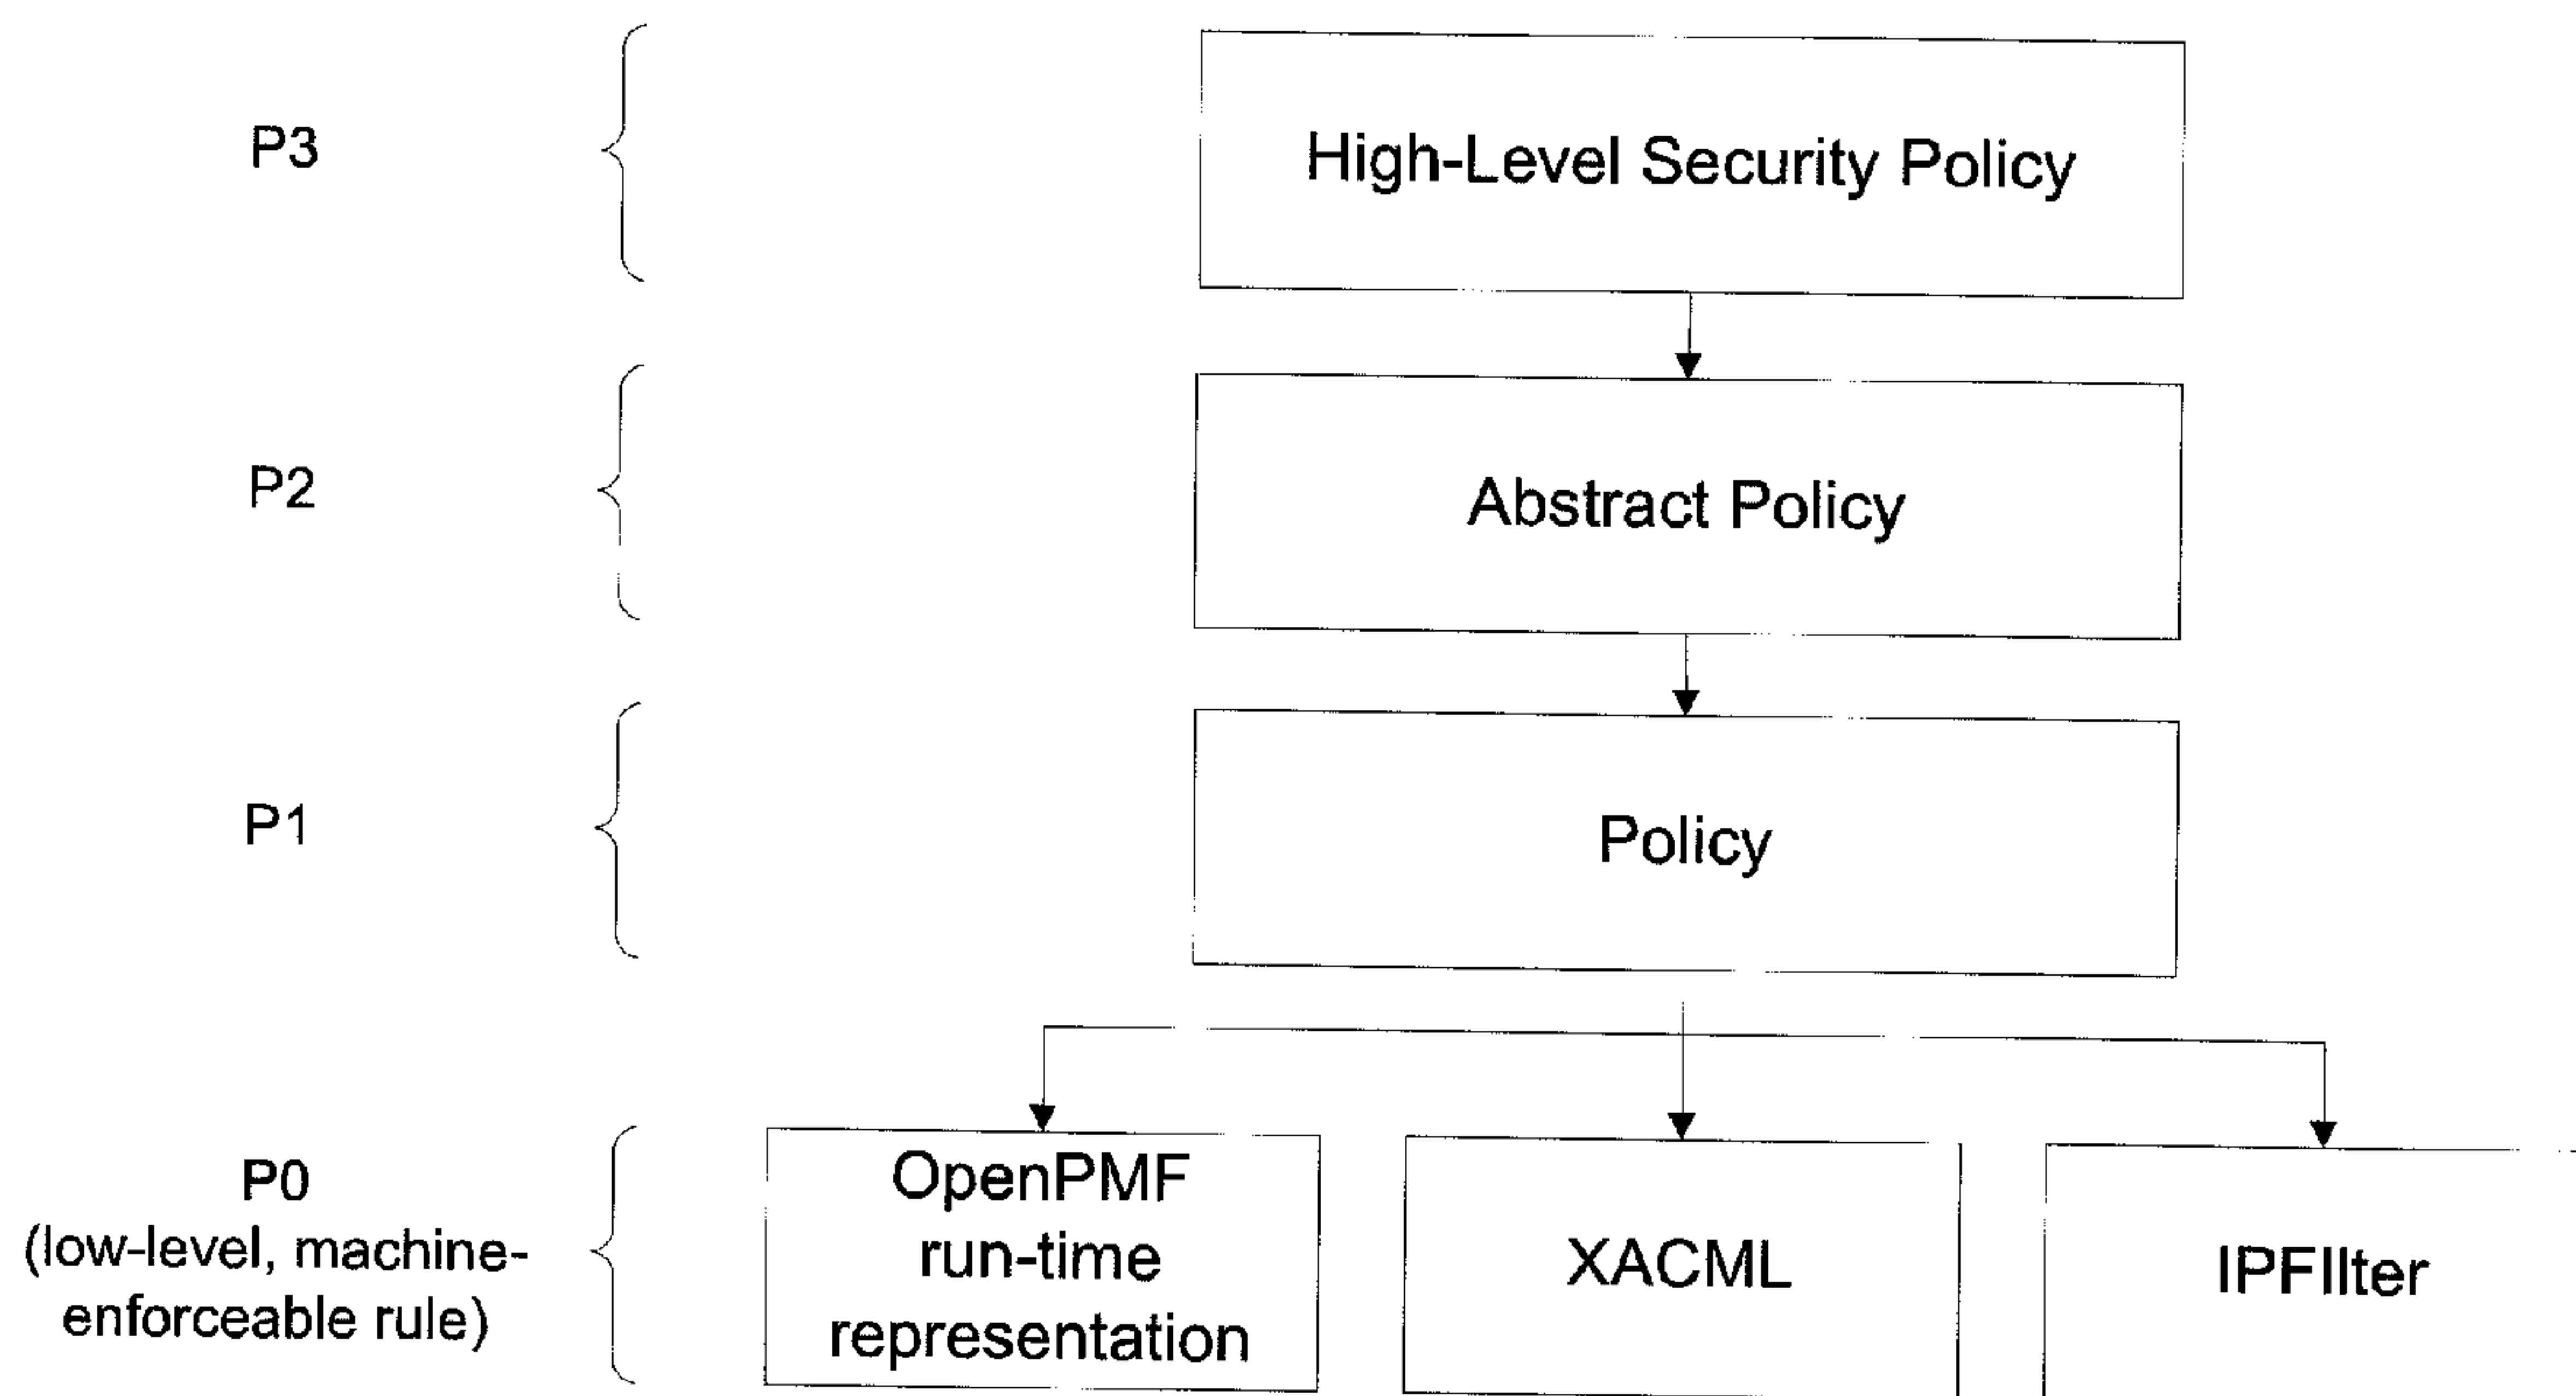 P3
High-Level Security Policy
P2
Abstract Policy
P1
Policy
P0
(low-level, machine-
enforceable rule)
OpenPMF
run-time
representation
XACML
IPFIlter